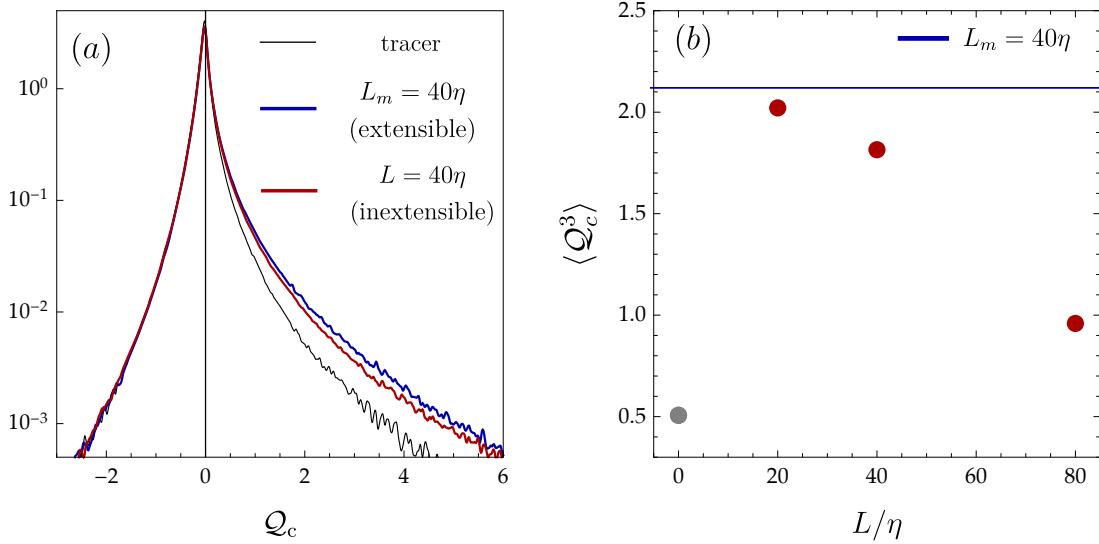 (a)
tracer
L_m = 40η
(extensible)
L = 40η
(inextensible)
10^0
10^{-1}
10^{-2}
10^{-3}
−2
0
2
4
6
𝒬_c
(b)
L_m = 40η
2.5
2.0
1.5
1.0
0.5
⟨𝒬_c^3⟩
0
20
40
60
80
L/η